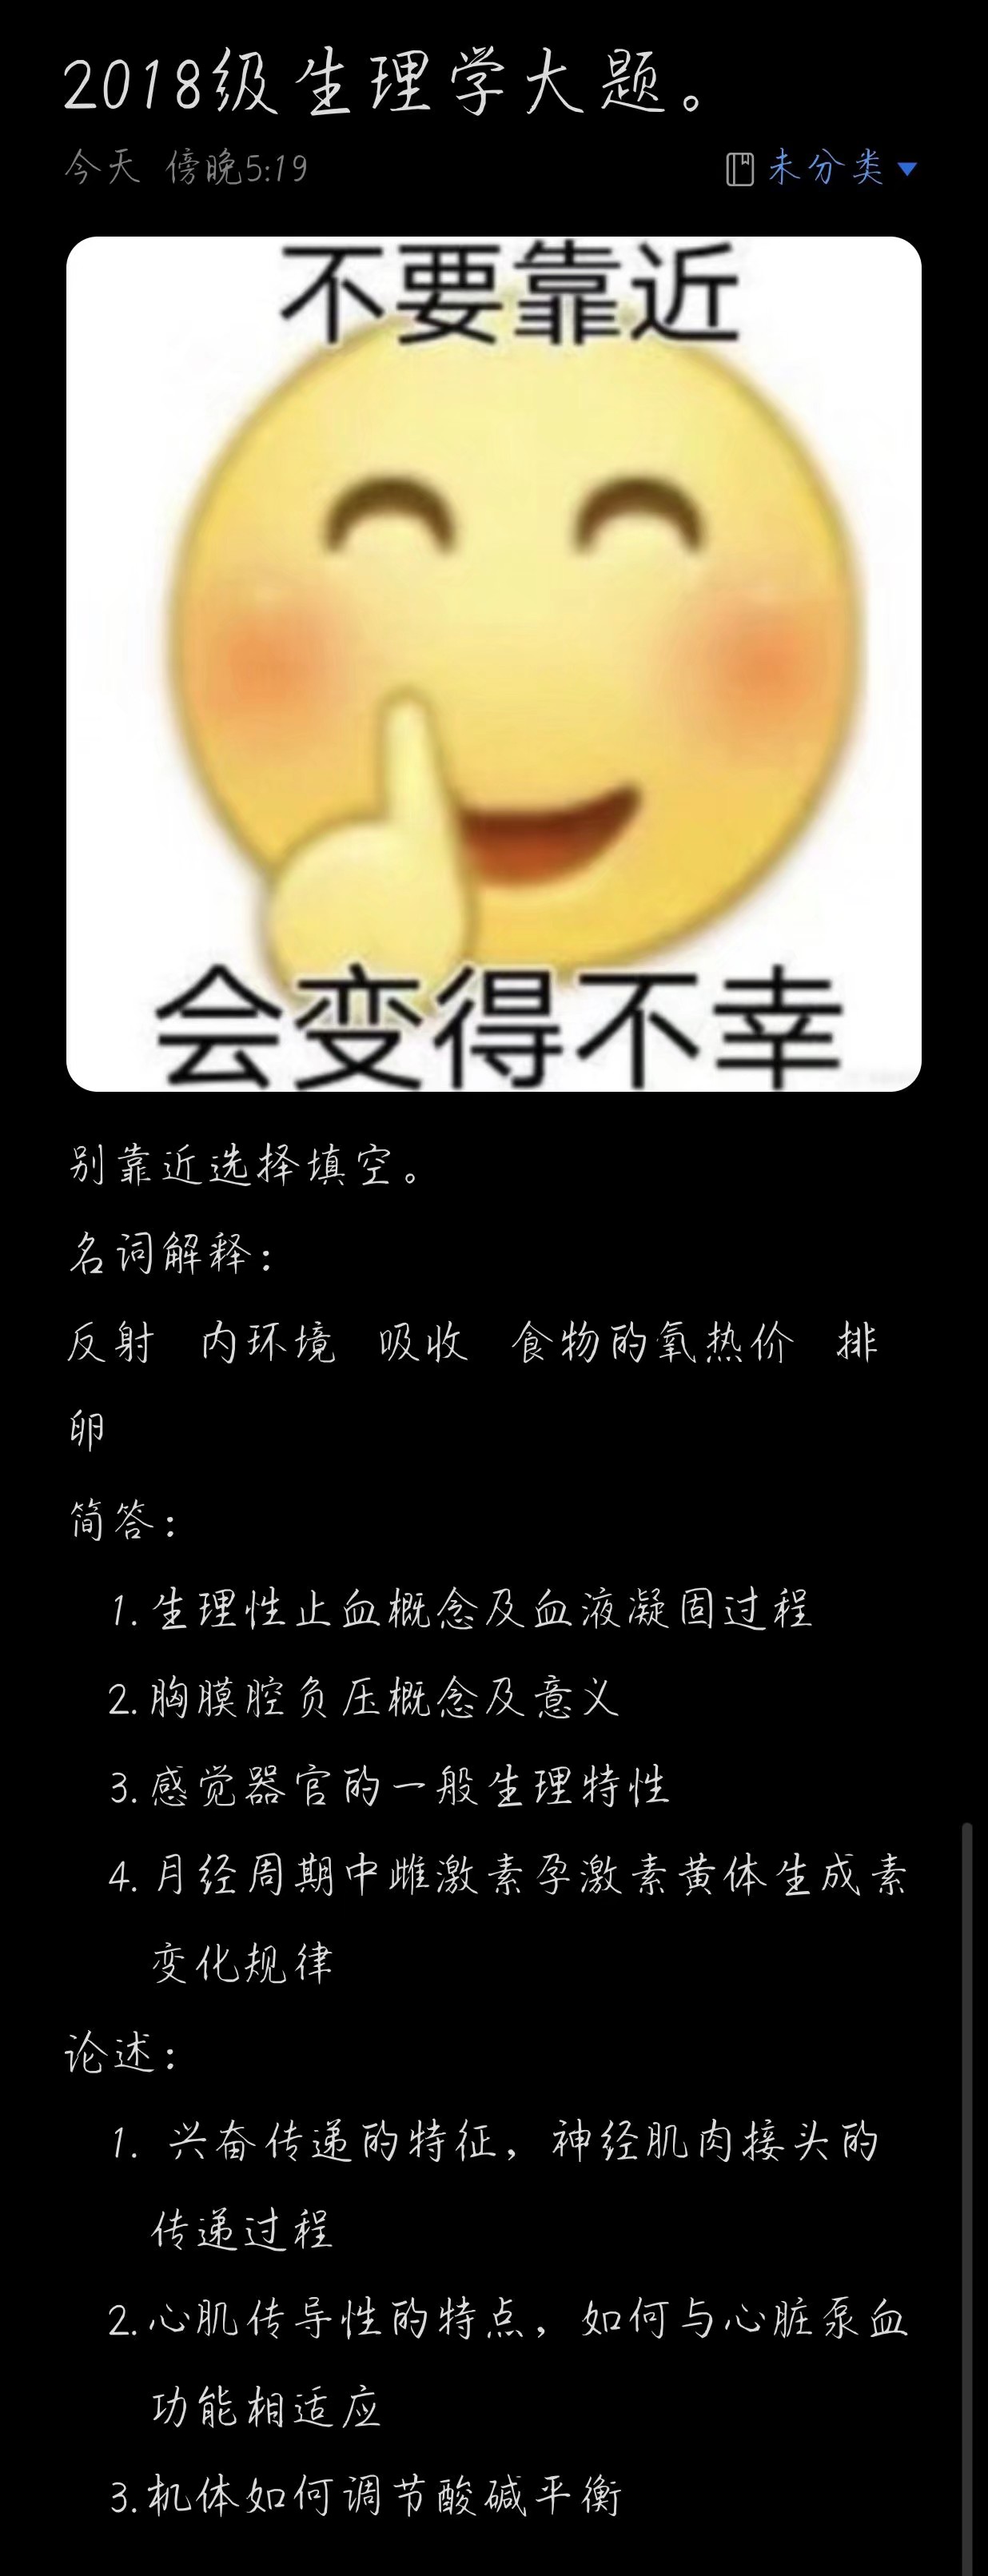 2018级生理学大题。
今天 傍晚5:19 未分类
不要靠近
会变得不幸
别靠近选择填空。
名词解释：
反射 内环境 吸收 食物的氧热价 排
卵
简答：
1. 生理性止血概念及血液凝固过程
2. 胸膜腔负压概念及意义
3. 感觉器官的一般生理特性
4. 月经周期中雌激素孕激素黄体生成素
变化规律
论述：
1. 兴奋传递的特征，神经肌肉接头的
传递过程
2. 心肌传导性的特点，如何与心脏泵血
功能相适应
3. 机体如何调节酸碱平衡